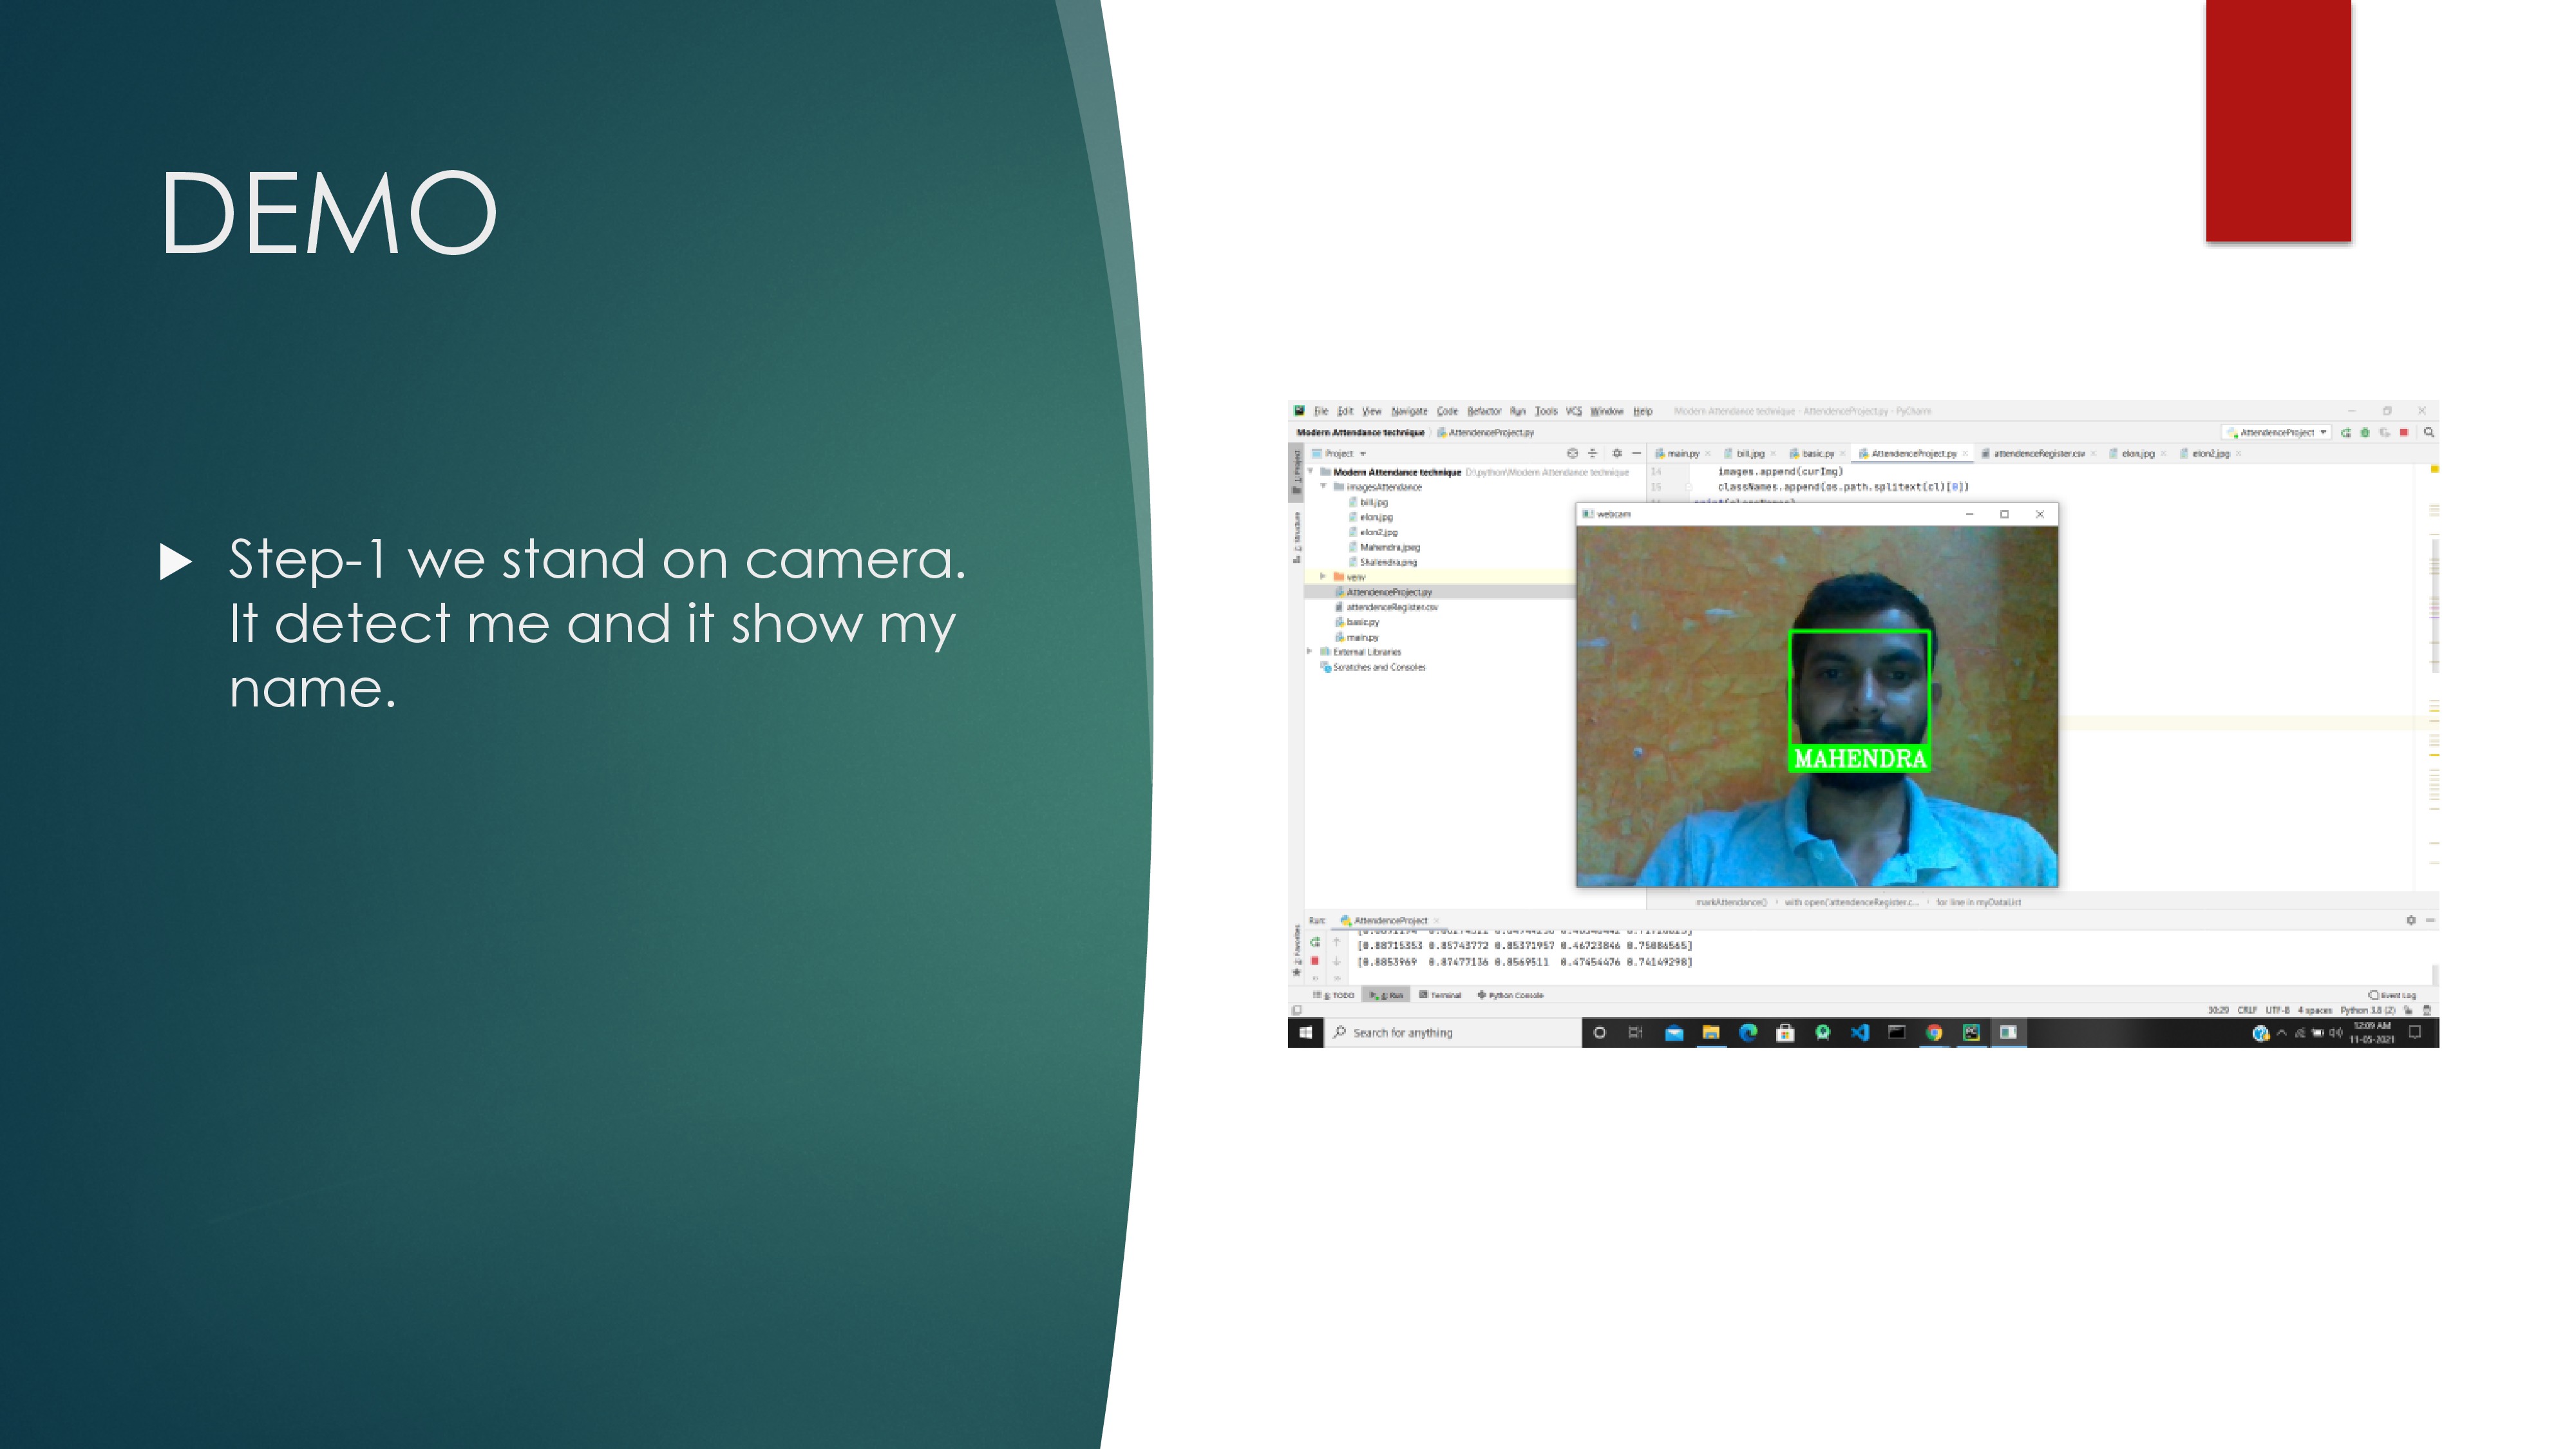 DEMO
Step-1 we stand on camera.
It detect me and it show my
name.
File Edit View Navigate Code Refactor Run Tools VCS Window Help Modern Attendance technique - AttendenceProject.py - PyCharm
Modern Attendance technique AttendenceProject.py
AttendenceProject
Project
main.py bill.jpg basic.py AttendenceProject.py attendenceRegister.csv elon.jpg elon2.jpg
Modern Attendance technique D:\python\Modern Attendance technique
imagesAttendance
bill.jpg
elon.jpg
elon2.jpg
Mahendra.jpeg
Shalendra.png
venv
AttendenceProject.py
attendenceRegister.csv
basic.py
main.py
External Libraries
Scratches and Consoles
14 images.append(curImg)
15 classNames.append(os.path.splitext(cl)[0])
webcam
MAHENDRA
markAttendance() with open('attendenceRegister.c... for line in myDataList
Run: AttendenceProject
[0.88715353 0.85743772 0.85371957 0.46723846 0.75886565]
[0.8853969 0.87477136 0.8569511 0.47454476 0.74149298]
6: TODO 4: Run Terminal Python Console
Event Log
30:29 CRLF UTF-8 4 spaces Python 3.8 (2)
Search for anything
12:09 AM
11-05-2021